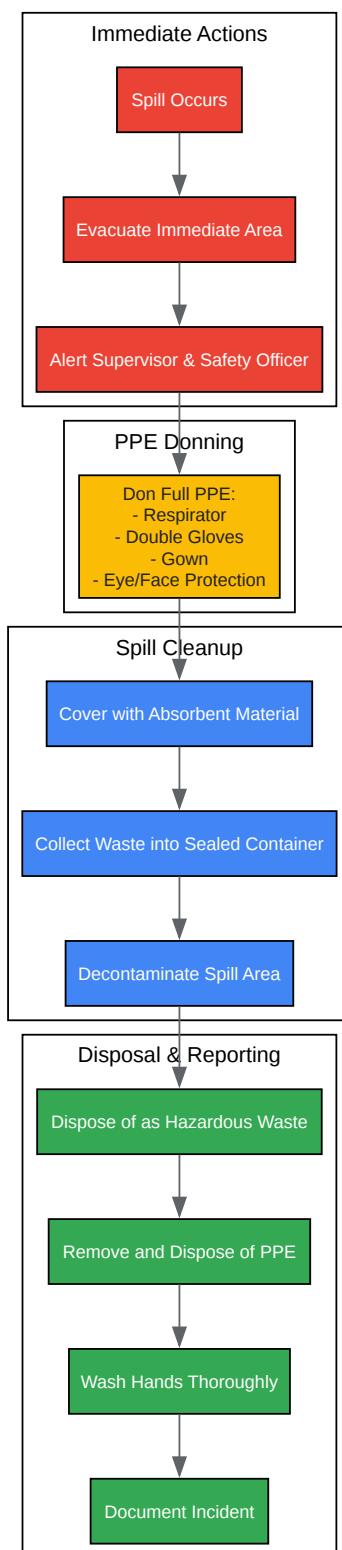 Immediate Actions
Spill Occurs
Evacuate Immediate Area
Alert Supervisor & Safety Officer
PPE Donning
Don Full PPE:
- Respirator
- Double Gloves
- Gown
- Eye/Face Protection
Spill Cleanup
Cover with Absorbent Material
Collect Waste into Sealed Container
Decontaminate Spill Area
Disposal & Reporting
Dispose of as Hazardous Waste
Remove and Dispose of PPE
Wash Hands Thoroughly
Document Incident